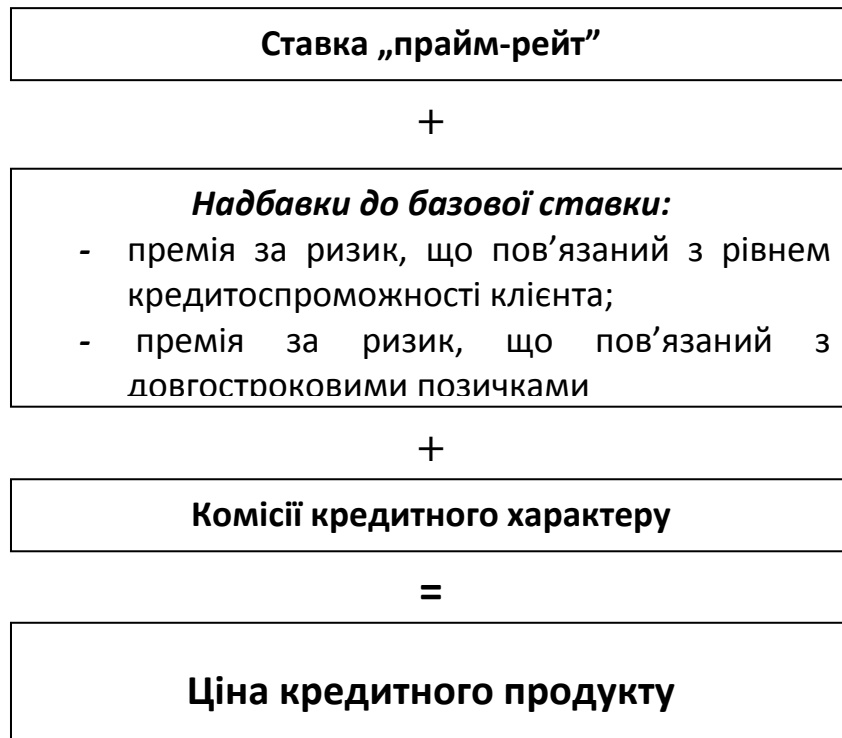 Ставка „прайм-рейт”
+
Надбавки до базової ставки:
- премія за ризик, що пов’язаний з рівнем
кредитоспроможності клієнта;
- премія за ризик, що пов’язаний з
довгостроковими позичками
+
Комісії кредитного характеру
=
Ціна кредитного продукту